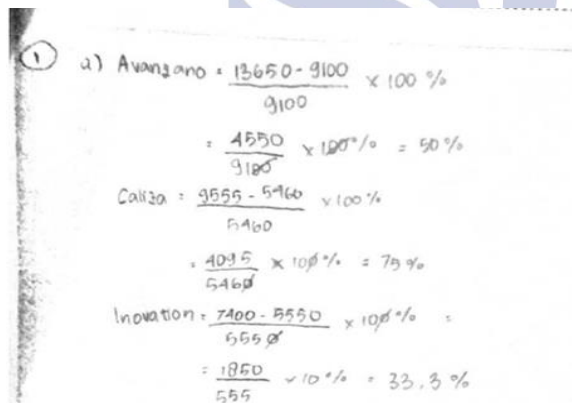 1 a) Avanzano = 13650 - 9100 / 9100 × 100 %
= 4550 / 9100 × 100 % = 50 %
Caliza = 9555 - 5460 / 5460 × 100 %
= 4095 / 5460 × 100 % = 75 %
Inovation = 7400 - 5550 / 5550 × 100 % =
= 1850 / 555 × 10 % = 33,3 %